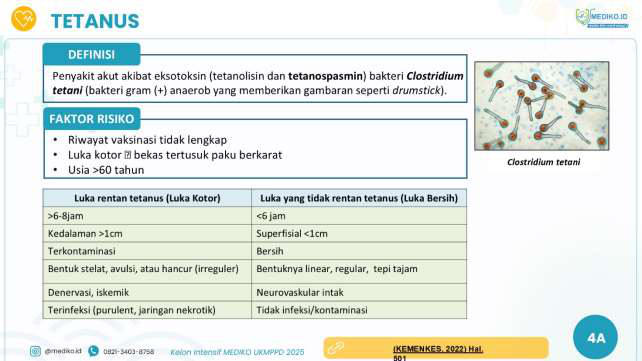 TETANUS
MEDIKO.ID
DEFINISI
Penyakit akut akibat eksotoksin (tetanolisin dan tetanospasmin) bakteri Clostridium
tetani (bakteri gram (+) anaerob yang memberikan gambaran seperti drumstick).
FAKTOR RISIKO
• Riwayat vaksinasi tidak lengkap
• Luka kotor bekas tertusuk paku berkarat
• Usia >60 tahun
Clostridium tetani
Luka rentan tetanus (Luka Kotor) Luka yang tidak rentan tetanus (Luka Bersih)
>6-8jam <6 jam
Kedalaman >1cm Superfisial <1cm
Terkontaminasi Bersih
Bentuk stelat, avulsi, atau hancur (irreguler) Bentuknya linear, regular, tepi tajam
Denervasi, iskemik Neurovaskular intak
Terinfeksi (purulent, jaringan nekrotik) Tidak infeksi/kontaminasi
4A
@mediko.id 0821-3403-8758 Kelon Intensif MEDIKO UKMPPD 2025
(KEMENKES, 2022) Hal.
501